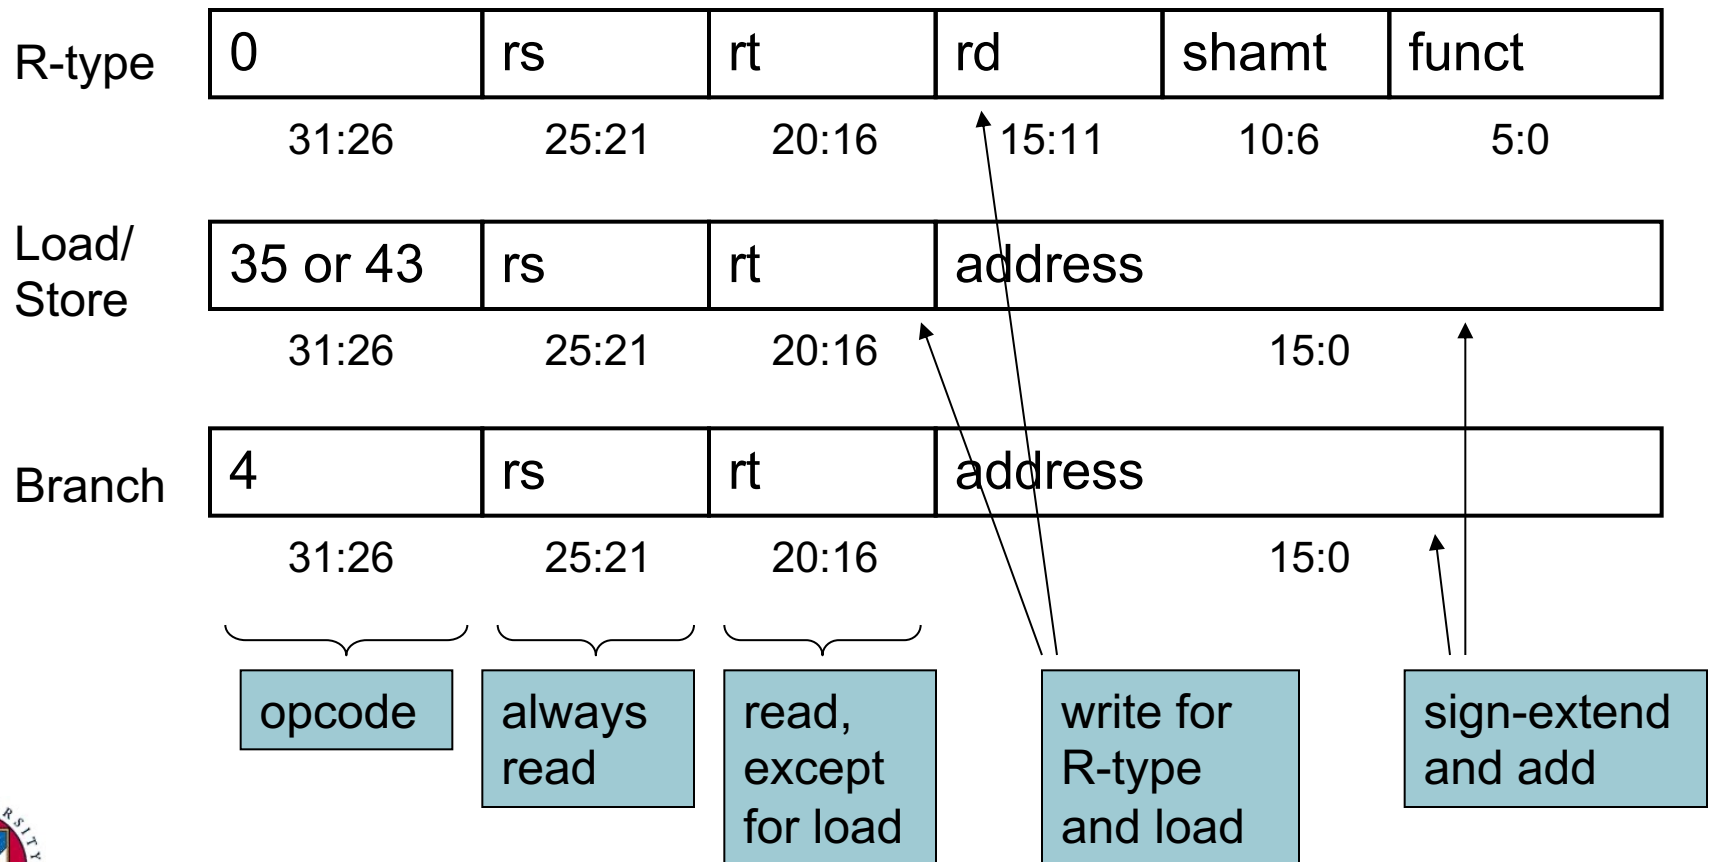 R-type 0 rs rt rd shamt funct
31:26 25:21 20:16 15:11 10:6 5:0
Load/
Store
35 or 43 rs rt address
31:26 25:21 20:16 15:0
Branch 4 rs rt address
31:26 25:21 20:16 15:0
opcode
always
read
read,
except
for load
write for
R-type
and load
sign-extend
and add